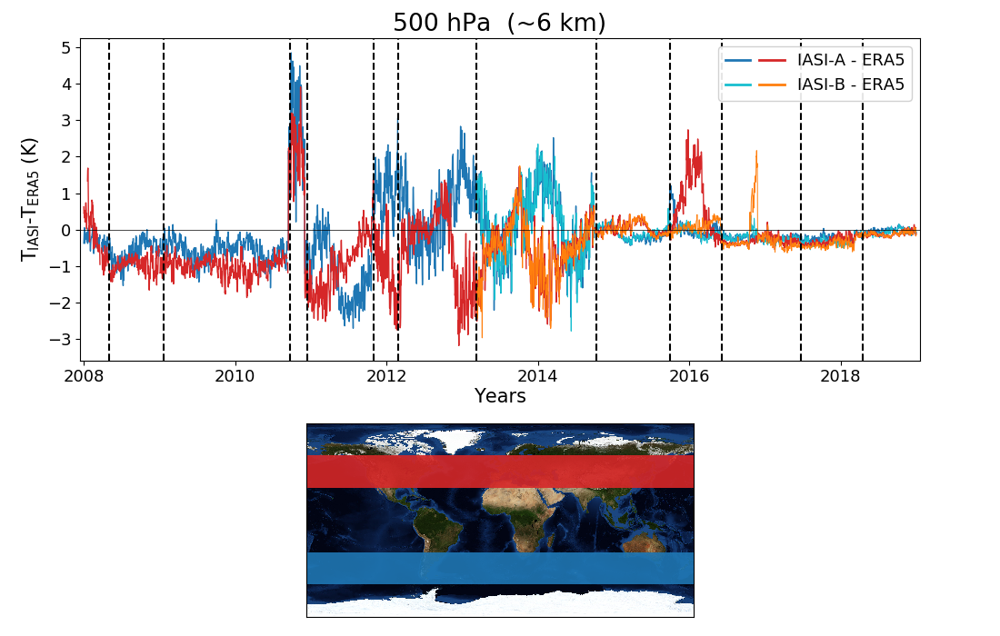 500 hPa (~6 km)
5
4
3
2
1
0
−1
−2
−3
T_IASI-T_ERA5 (K)
IASI-A - ERA5
IASI-B - ERA5
2008 2010 2012 2014 2016 2018
Years